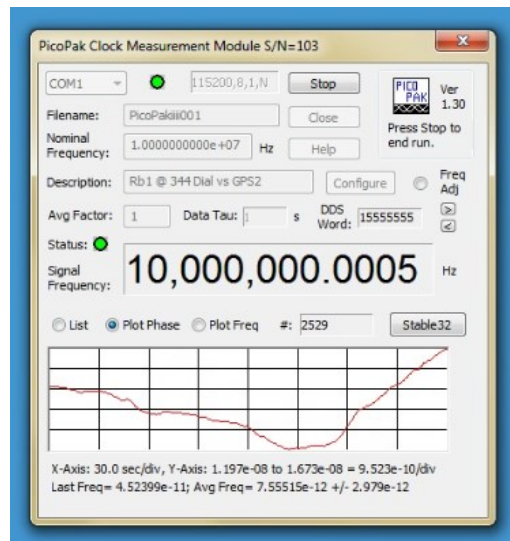 PicoPak Clock Measurement Module S/N=103
COM1 115200,8,1,N Stop PICO PAK Ver 1.30
Filename: PicoPakiii001 Close
Press Stop to end run.
Nominal Frequency: 1.0000000000e+07 Hz Help
Description: Rb1 @ 344 Dial vs GPS2 Configure Freq Adj
Avg Factor: 1 Data Tau: 1 s DDS Word: 15555555 > <
Status:
Signal Frequency: 10,000,000.0005 Hz
List Plot Phase Plot Freq #: 2529 Stable32
X-Axis: 30.0 sec/div, Y-Axis: 1.197e-08 to 1.673e-08 = 9.523e-10/div
Last Freq= 4.52399e-11; Avg Freq= 7.55515e-12 +/- 2.979e-12